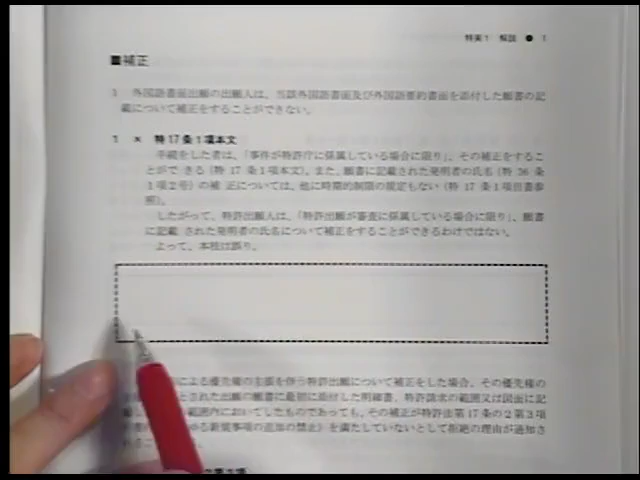 特実1 解説 ● 1
■補正
1 外国語書面出願の出願人は、当該外国語書面及び外国語要約書面を添付した願書の記
載について補正をすることができない。
1 × 特17条1項本文
手続をした者は、「事件が特許庁に係属している場合に限り」、その補正をするこ
とができる(特17条1項本文)。また、願書に記載された発明者の氏名(特36条
1項2号)の補正については、他に時期的制限の規定もない(特17条1項但書参
照)。
したがって、特許出願人は、「特許出願が審査に係属している場合に限り」、願書
に記載された発明者の氏名について補正をすることができるわけではない。
よって、本枝は誤り。
による優先権の主張を伴う特許出願について補正をした場合、その優先権の
とされた出願の願書に最初に添付した明細書、特許請求の範囲又は図面に記
範囲内においてしたものであっても、その補正が特許法第17条の2第3項
る新規事項の追加の禁止》を満たしていないとして拒絶の理由が通知さ